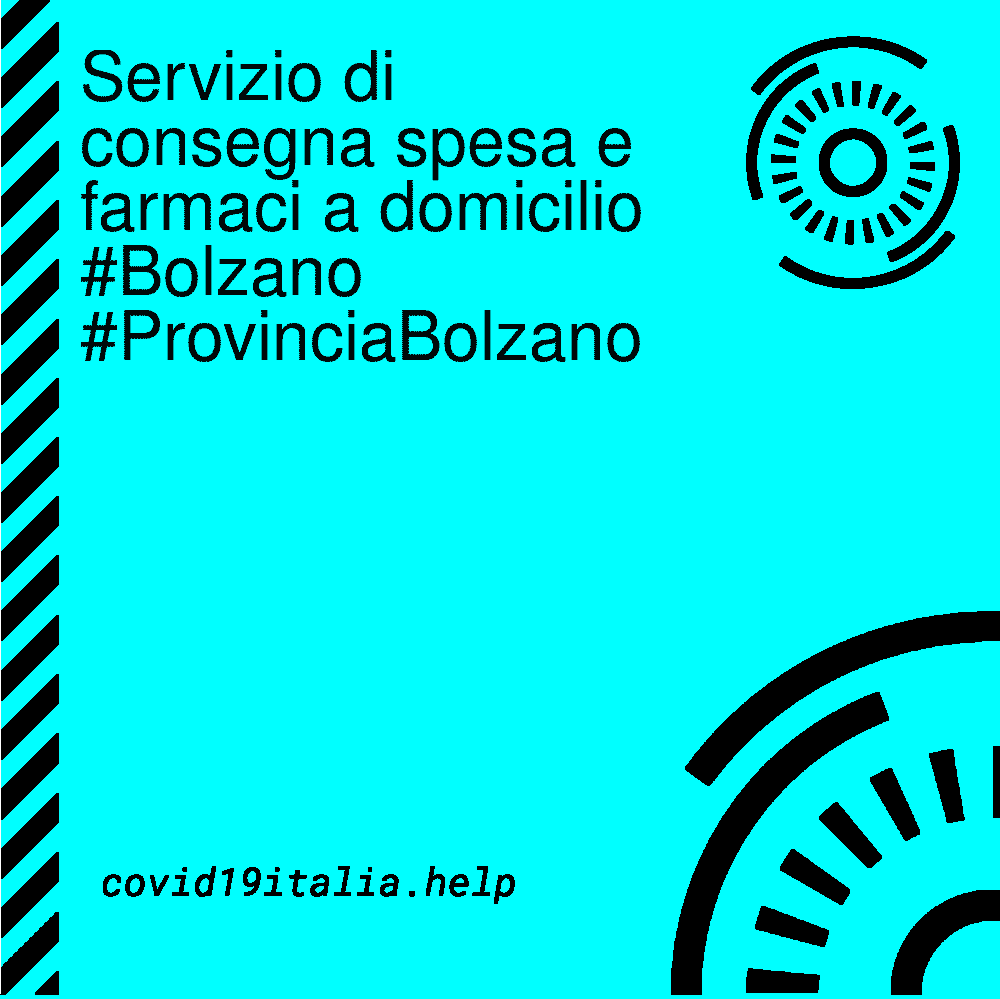 Servizio di
consegna spesa e
farmaci a domicilio
#Bolzano
#ProvinciaBolzano
covid19italia.help